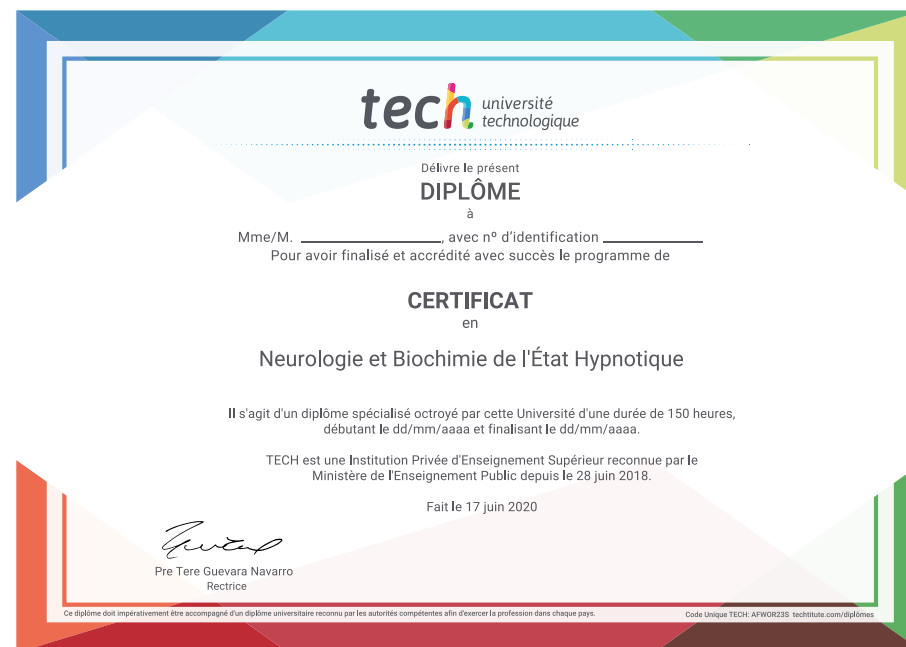 tech université
technologique
Délivre le présent
DIPLÔME
à
Mme/M. ____________________, avec nº d'identification ______________
Pour avoir finalisé et accrédité avec succès le programme de
CERTIFICAT
en
Neurologie et Biochimie de l'État Hypnotique
Il s'agit d'un diplôme spécialisé octroyé par cette Université d'une durée de 150 heures,
débutant le dd/mm/aaaa et finalisant le dd/mm/aaaa.
TECH est une Institution Privée d'Enseignement Supérieur reconnue par le
Ministère de l'Enseignement Public depuis le 28 juin 2018.
Fait le 17 juin 2020
Pre Tere Guevara Navarro
Rectrice
Ce diplôme doit impérativement être accompagné d'un diplôme universitaire reconnu par les autorités compétentes afin d'exercer la profession dans chaque pays.
Code Unique TECH: AFWOR23S techtitute.com/diplômes